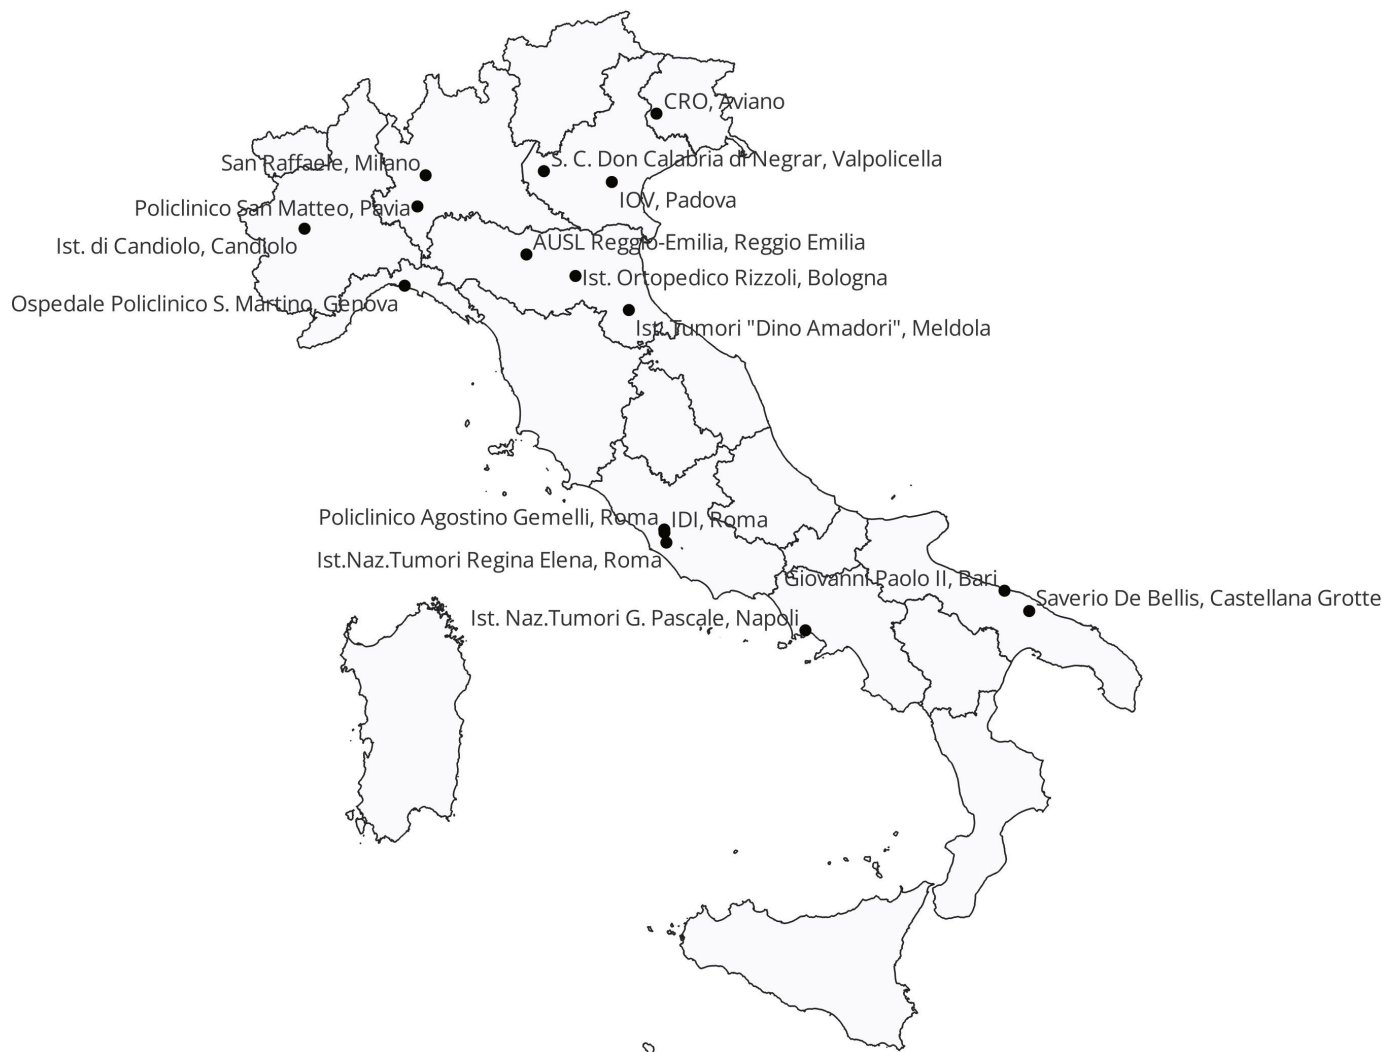 CRO, Aviano
San Raffaele, Milano
S. C. Don Calabria di Negrar, Valpolicella
IOV, Padova
Policlinico San Matteo, Pavia
Ist. di Candiolo, Candiolo
AUSL Reggio-Emilia, Reggio Emilia
Ist. Ortopedico Rizzoli, Bologna
Ospedale Policlinico S. Martino, Genova
Ist. Tumori "Dino Amadori", Meldola
Policlinico Agostino Gemelli, Roma
IDI, Roma
Ist.Naz.Tumori Regina Elena, Roma
Giovanni Paolo II, Bari
Saverio De Bellis, Castellana Grotte
Ist. Naz.Tumori G. Pascale, Napoli